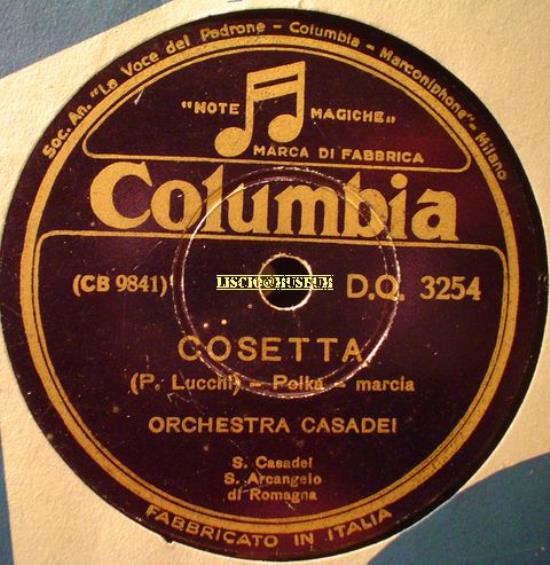 Soc. An. "La Voce del Padrone - Columbia - Marconiphone" - Milano
"NOTE MAGICHE"
MARCA DI FABBRICA
Columbia
(CB 9841)
LISCIO@MUSEUM
D.Q. 3254
COSETTA
(P. Lucchi) - Polka - marcia
ORCHESTRA CASADEI
S. Casadei
S. Arcangelo
di Romagna
FABBRICATO IN ITALIA